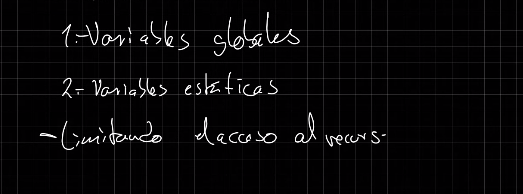 1.-Variables globales
2-Variables estáticas
-Limitando el acceso al recurs-